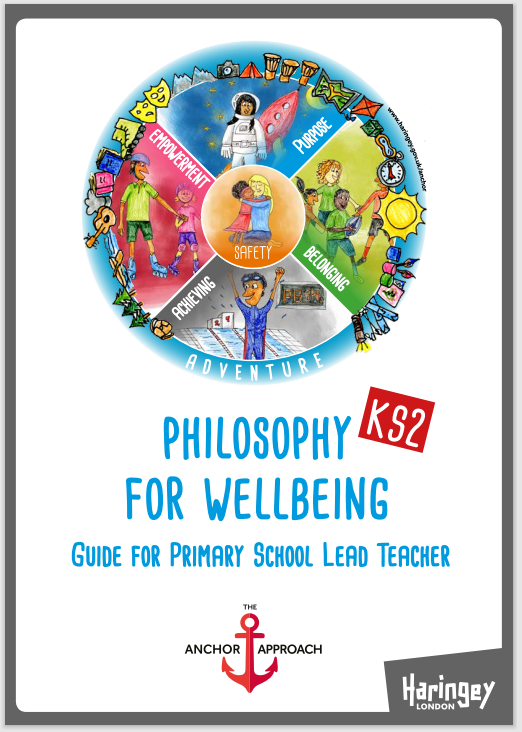 www.haringey.gov.uk/anchor
EMPOWERMENT
PURPOSE
SAFETY
ACHIEVING
BELONGING
ADVENTURE
PHILOSOPHY
KS2
FOR WELLBEING
GUIDE FOR PRIMARY SCHOOL LEAD TEACHER
THE
ANCHOR APPROACH
Haringey
LONDON